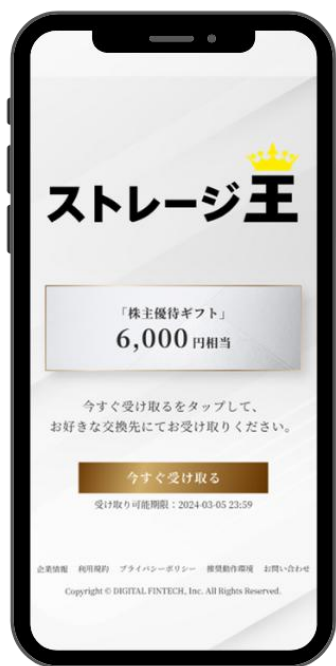 ストレージ王
「株主優待ギフト」
6,000 円相当
今すぐ受け取るをタップして、
お好きな交換先にてお受け取りください。
今すぐ受け取る
受け取り可能期限：2024-03-05 23:59
企業情報 利用規約 プライバシーポリシー 推奨動作環境 お問い合わせ
Copyright © DIGITAL FINTECH, Inc. All Rights Reserved.